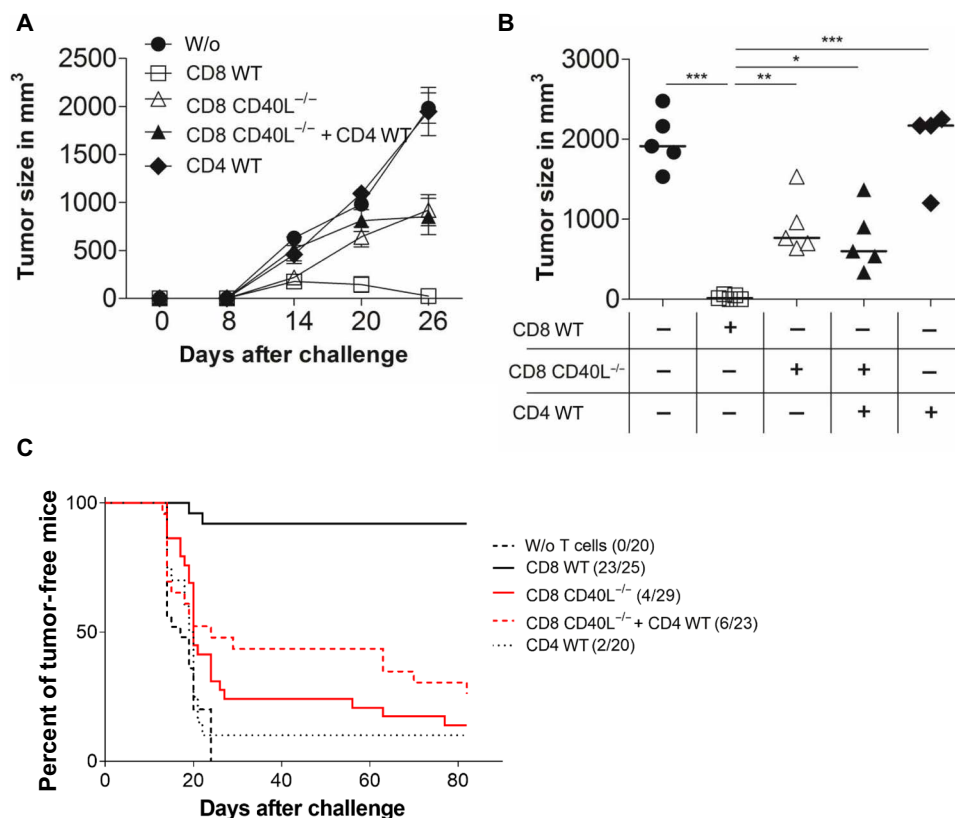 A
W/o
CD8 WT
CD8 CD40L−/−
CD8 CD40L−/− + CD4 WT
CD4 WT
2500
2000
1500
1000
500
0
Tumor size in mm³
0 8 14 20 26
Days after challenge
B
***
*
*** **
3000
2000
1000
0
Tumor size in mm³
CD8 WT − + − − −
CD8 CD40L−/− − − + + −
CD4 WT − − − + +
C
100
50
0
Percent of tumor-free mice
0 20 40 60 80
Days after challenge
W/o T cells (0/20)
CD8 WT (23/25)
CD8 CD40L−/− (4/29)
CD8 CD40L−/− + CD4 WT (6/23)
CD4 WT (2/20)